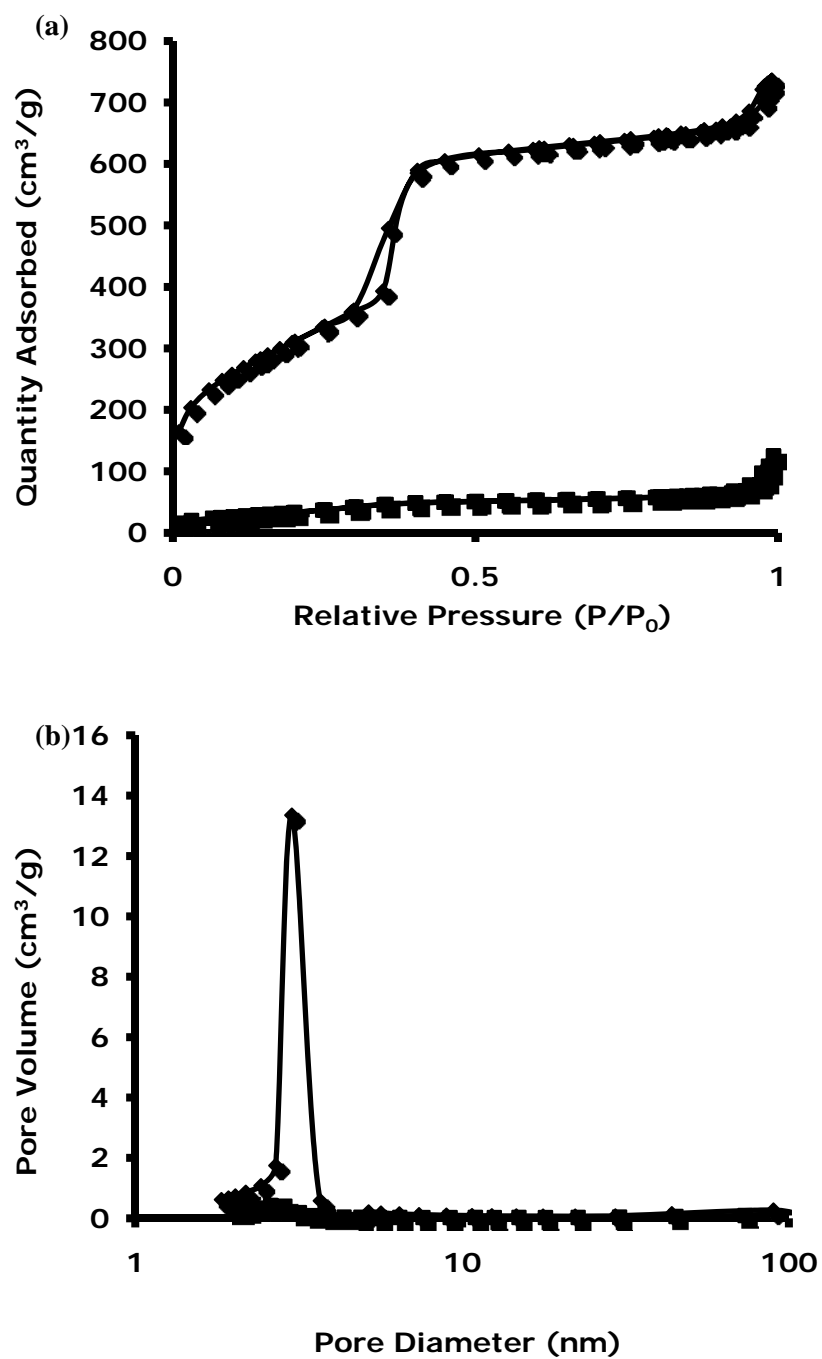 (a)
800
700
600
500
400
300
200
100
0
Quantity Adsorbed (cm³/g)
0 0.5 1
Relative Pressure (P/P₀)
(b)
16
14
12
10
8
6
4
2
0
Pore Volume (cm³/g)
1 10 100
Pore Diameter (nm)